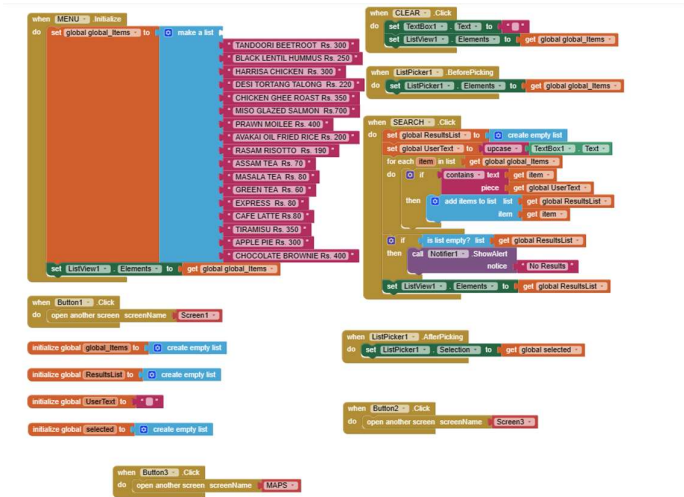 when MENU .Initialize
do set global global_Items to make a list
" TANDOORI BEETROOT Rs. 300 "
" BLACK LENTIL HUMMUS Rs. 250 "
" HARRISA CHICKEN Rs. 300 "
" DESI TORTANG TALONG Rs. 220 "
" CHICKEN GHEE ROAST Rs. 350 "
" MISO GLAZED SALMON Rs.700 "
" PRAWN MOILEE Rs. 400 "
" AVAKAI OIL FRIED RICE Rs. 200 "
" RASAM RISOTTO Rs. 190 "
" ASSAM TEA Rs. 70 "
" MASALA TEA Rs. 80 "
" GREEN TEA Rs. 60 "
" EXPRESS Rs. 80 "
" CAFE LATTE Rs.80 "
" TIRAMISU Rs. 350 "
" APPLE PIE Rs. 300 "
" CHOCOLATE BROWNIE Rs. 400 "
set ListView1 . Elements to get global global_Items
when Button1 .Click
do open another screen screenName Screen1
initialize global global_Items to create empty list
initialize global ResultsList to create empty list
initialize global UserText to " "
initialize global selected to create empty list
when Button3 .Click
do open another screen screenName MAPS
when CLEAR .Click
do set TextBox1 . Text to " "
set ListView1 . Elements to get global global_Items
when ListPicker1 .BeforePicking
do set ListPicker1 . Elements to get global global_Items
when SEARCH .Click
do set global ResultsList to create empty list
set global UserText to upcase TextBox1 . Text
for each item in list get global global_Items
do if contains text get item
piece get global UserText
then add items to list list get global ResultsList
item get item
if is list empty? list get global ResultsList
then call Notifier1 .ShowAlert
notice " No Results "
set ListView1 . Elements to get global ResultsList
when ListPicker1 .AfterPicking
do set ListPicker1 . Selection to get global selected
when Button2 .Click
do open another screen screenName Screen3